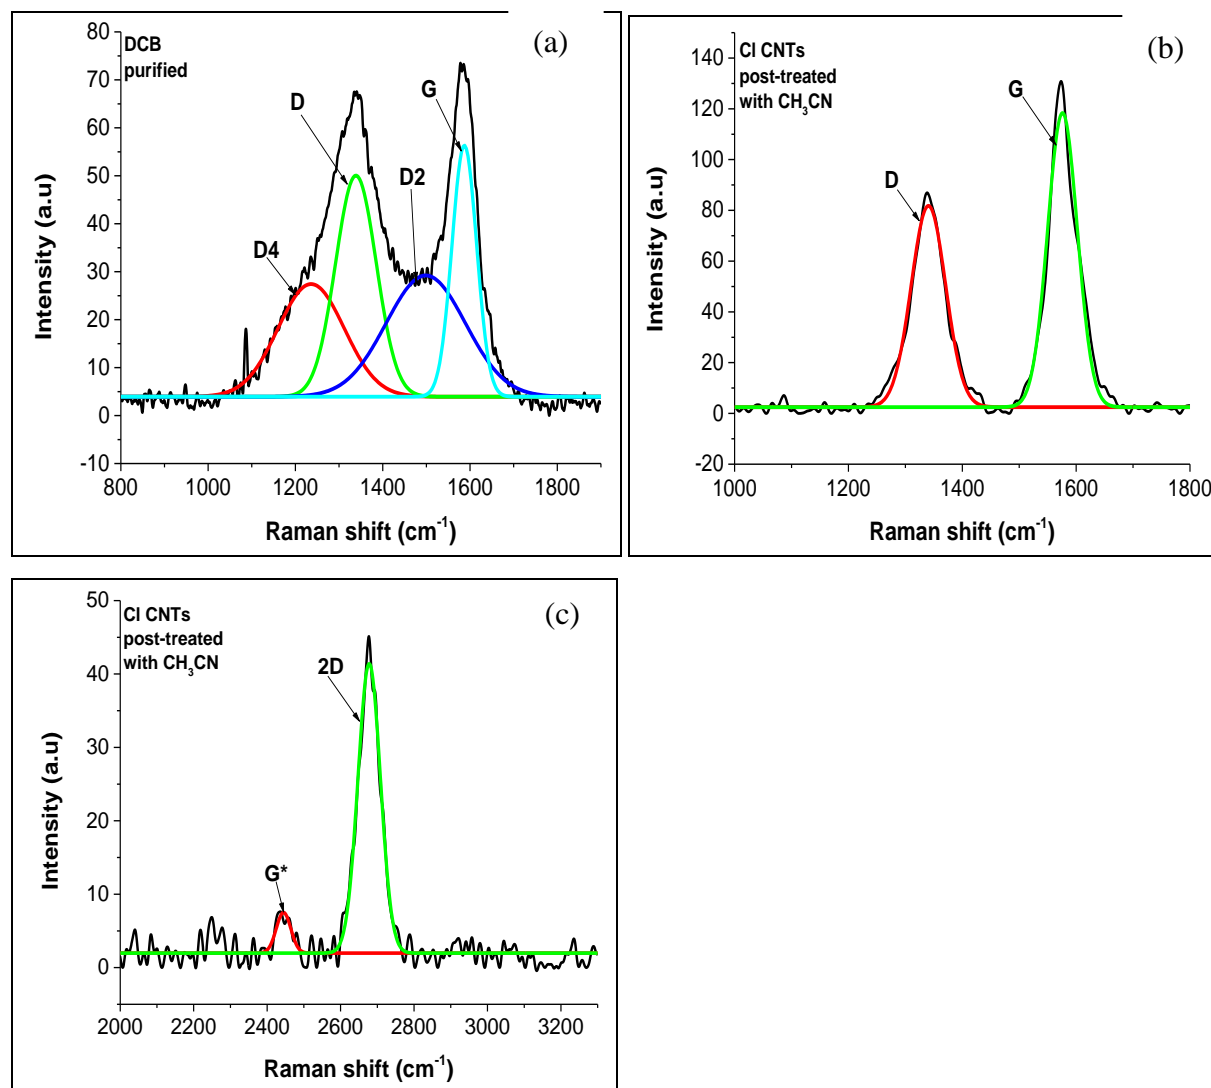 (a)
DCB
purified
D
G
D2
D4
80
70
60
50
40
30
20
10
0
-10
Intensity (a.u)
800 1000 1200 1400 1600 1800
Raman shift (cm⁻¹)
(b)
Cl CNTs
post-treated
with CH₃CN
G
D
140
120
100
80
60
40
20
0
-20
Intensity (a.u)
1000 1200 1400 1600 1800
Raman shift (cm⁻¹)
(c)
Cl CNTs
post-treated
with CH₃CN
2D
G*
50
40
30
20
10
0
Intensity (a.u)
2000 2200 2400 2600 2800 3000 3200
Raman shift (cm⁻¹)